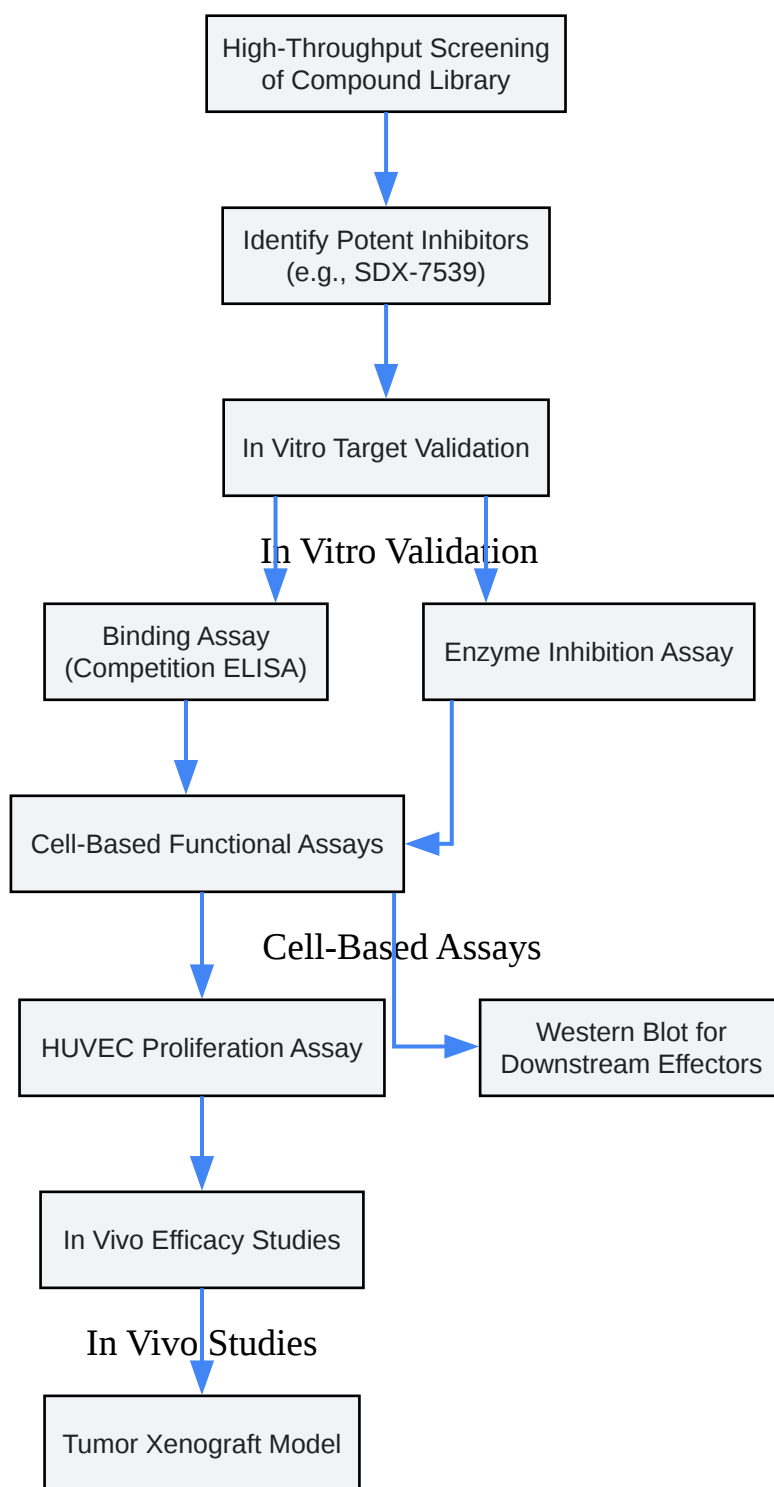 High-Throughput Screening
of Compound Library
Identify Potent Inhibitors
(e.g., SDX-7539)
In Vitro Target Validation
In Vitro Validation
Binding Assay
(Competition ELISA)
Enzyme Inhibition Assay
Cell-Based Functional Assays
Cell-Based Assays
HUVEC Proliferation Assay
Western Blot for
Downstream Effectors
In Vivo Efficacy Studies
In Vivo Studies
Tumor Xenograft Model